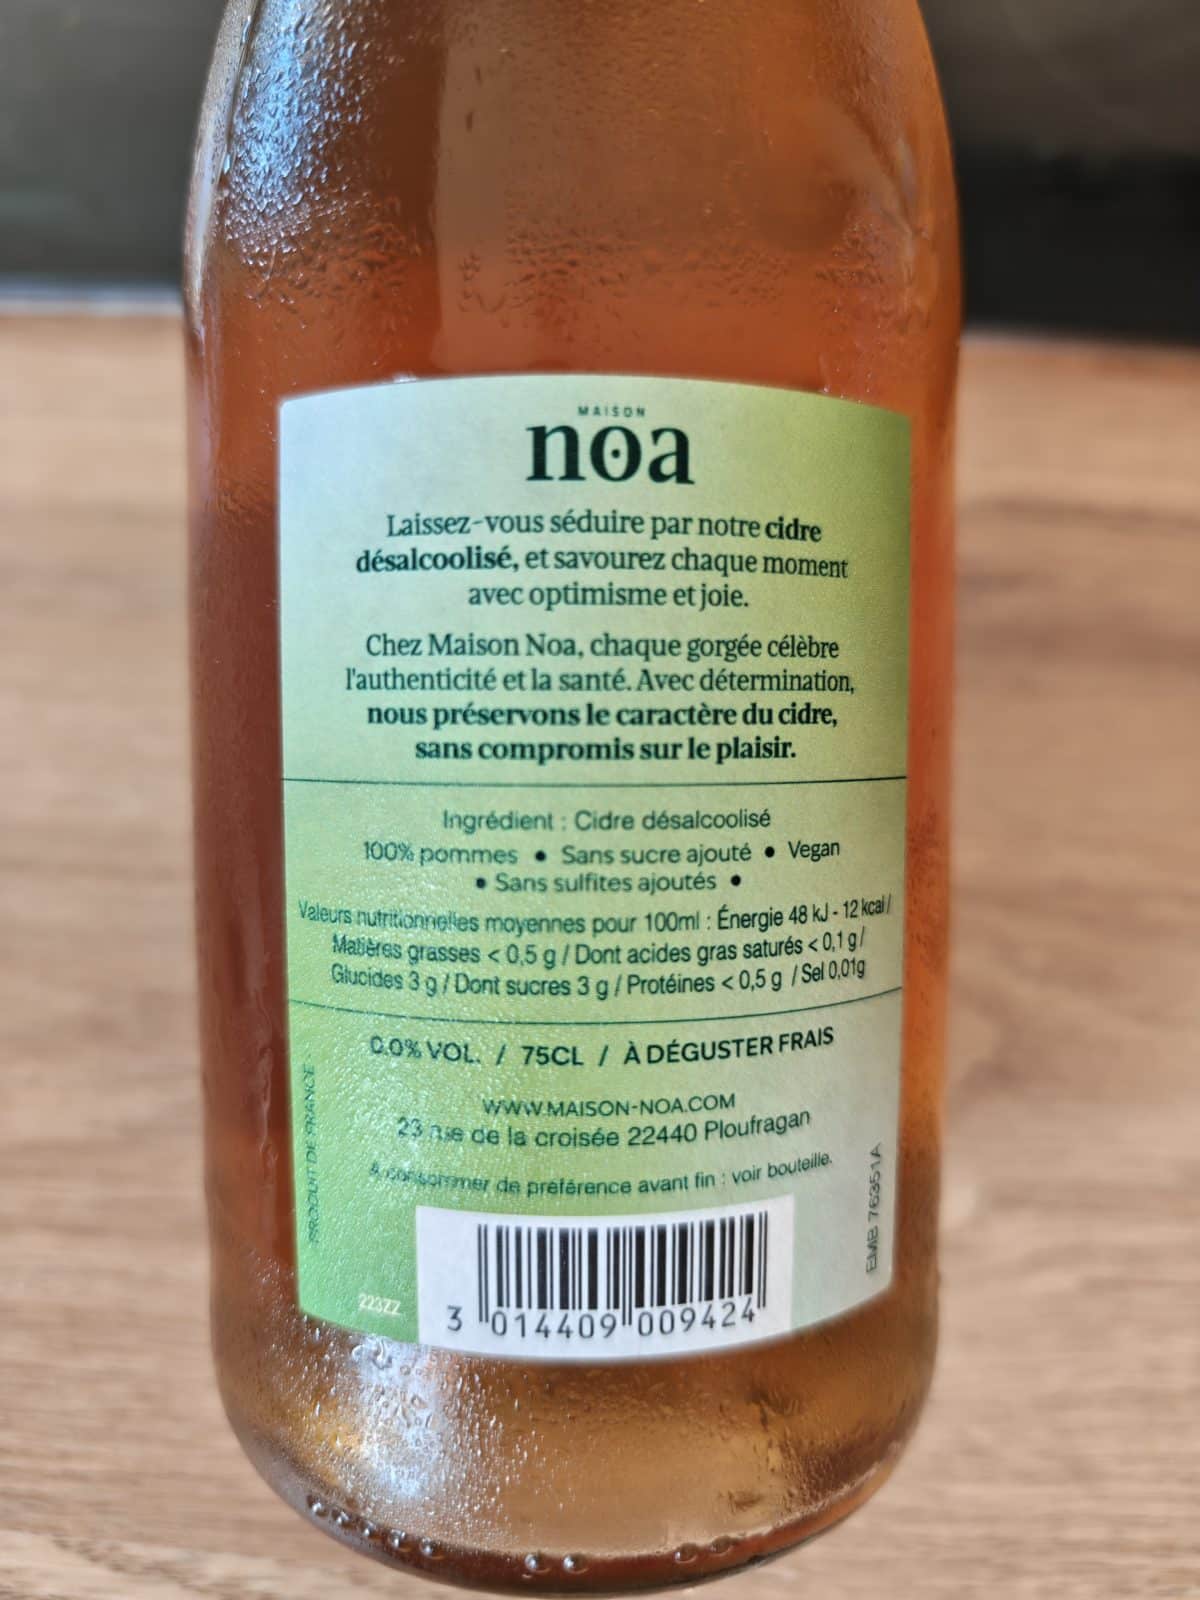 MAISON
noa
Laissez-vous séduire par notre cidre
désalcoolisé, et savourez chaque moment
avec optimisme et joie.
Chez Maison Noa, chaque gorgée célèbre
l'authenticité et la santé. Avec détermination,
nous préservons le caractère du cidre,
sans compromis sur le plaisir.
Ingrédient : Cidre désalcoolisé
100% pommes • Sans sucre ajouté • Vegan
• Sans sulfites ajoutés •
Valeurs nutritionnelles moyennes pour 100ml : Énergie 48 kJ - 12 kcal /
Matières grasses < 0,5 g / Dont acides gras saturés < 0,1 g /
Glucides 3 g / Dont sucres 3 g / Protéines < 0,5 g / Sel 0,01g
0.0% VOL. / 75CL / À DÉGUSTER FRAIS
WWW.MAISON-NOA.COM
23 rue de la croisée 22440 Ploufragan
À consommer de préférence avant fin : voir bouteille.
PRODUIT DE FRANCE
EMB 76351A
223ZZ
3 014409 009424